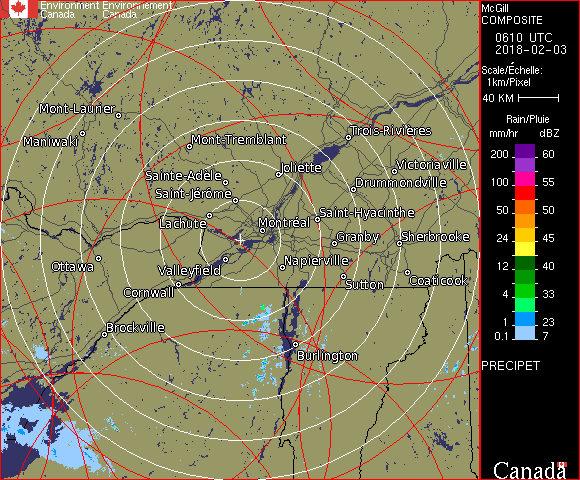 Environment Environnement
Canada Canada
McGill
COMPOSITE
0610 UTC
2018-02-03
Scale/Échelle:
1km/Pixel
40 KM
Rain/Pluie
mm/hr dBZ
200 60
150 57
100 55
50 50
24 45
12 40
4 33
1 23
0.1 7
PRECIPET
Canada
Mont-Laurier
Maniwaki
Mont-Tremblant
Trois-Rivières
Joliette
Victoriaville
Sainte-Adèle
Drummondville
Saint-Jérôme
Saint-Hyacinthe
Lachute
Montréal
Granby
Sherbrooke
Ottawa
Valleyfield
Napierville
Coaticook
Sutton
Cornwall
Brockville
Burlington